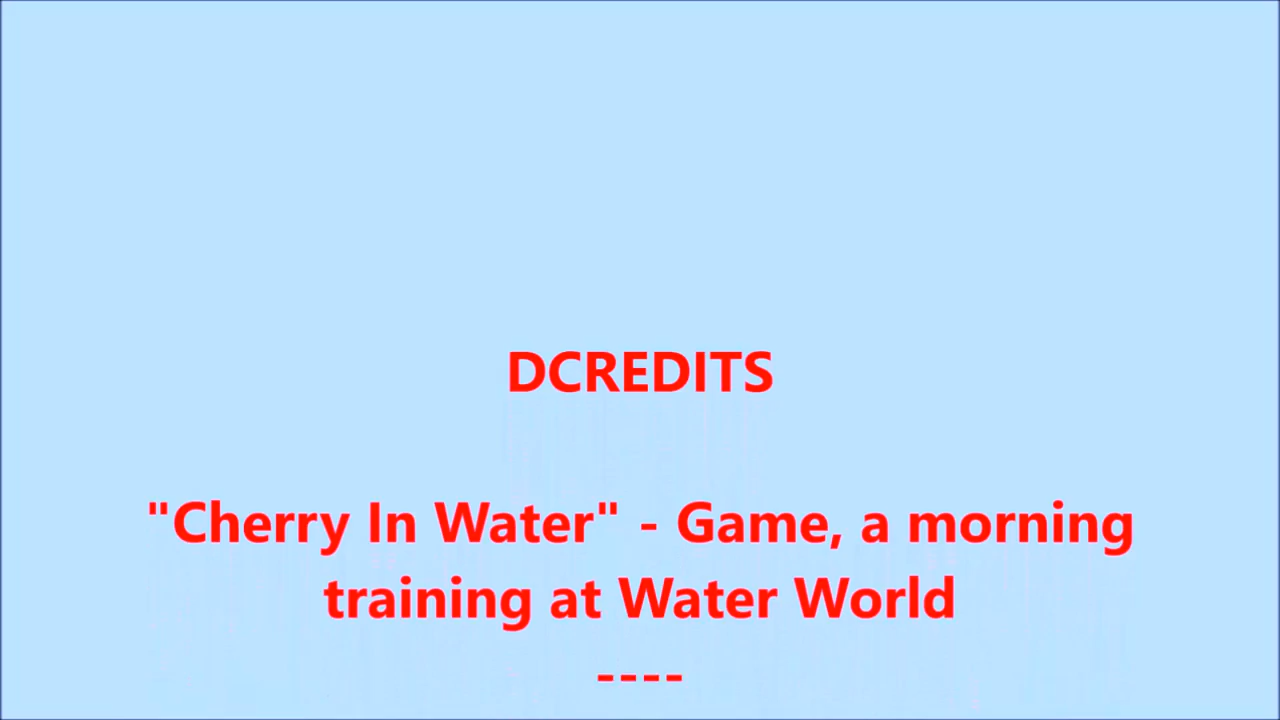 DCREDITS
"Cherry In Water" - Game, a morning
training at Water World
----